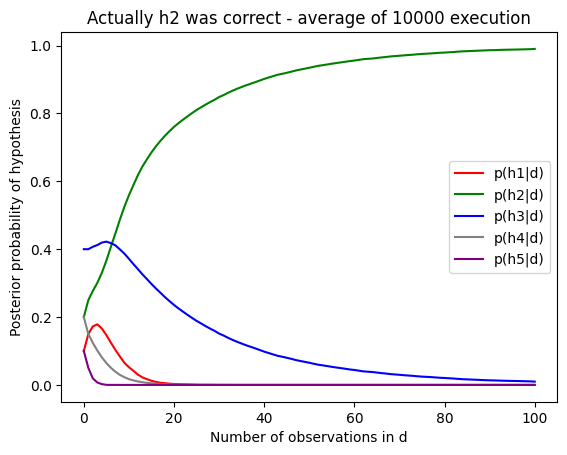 Actually h2 was correct - average of 10000 execution
Posterior probability of hypothesis
1.0
0.8
0.6
0.4
0.2
0.0
p(h1|d)
p(h2|d)
p(h3|d)
p(h4|d)
p(h5|d)
0 20 40 60 80 100
Number of observations in d